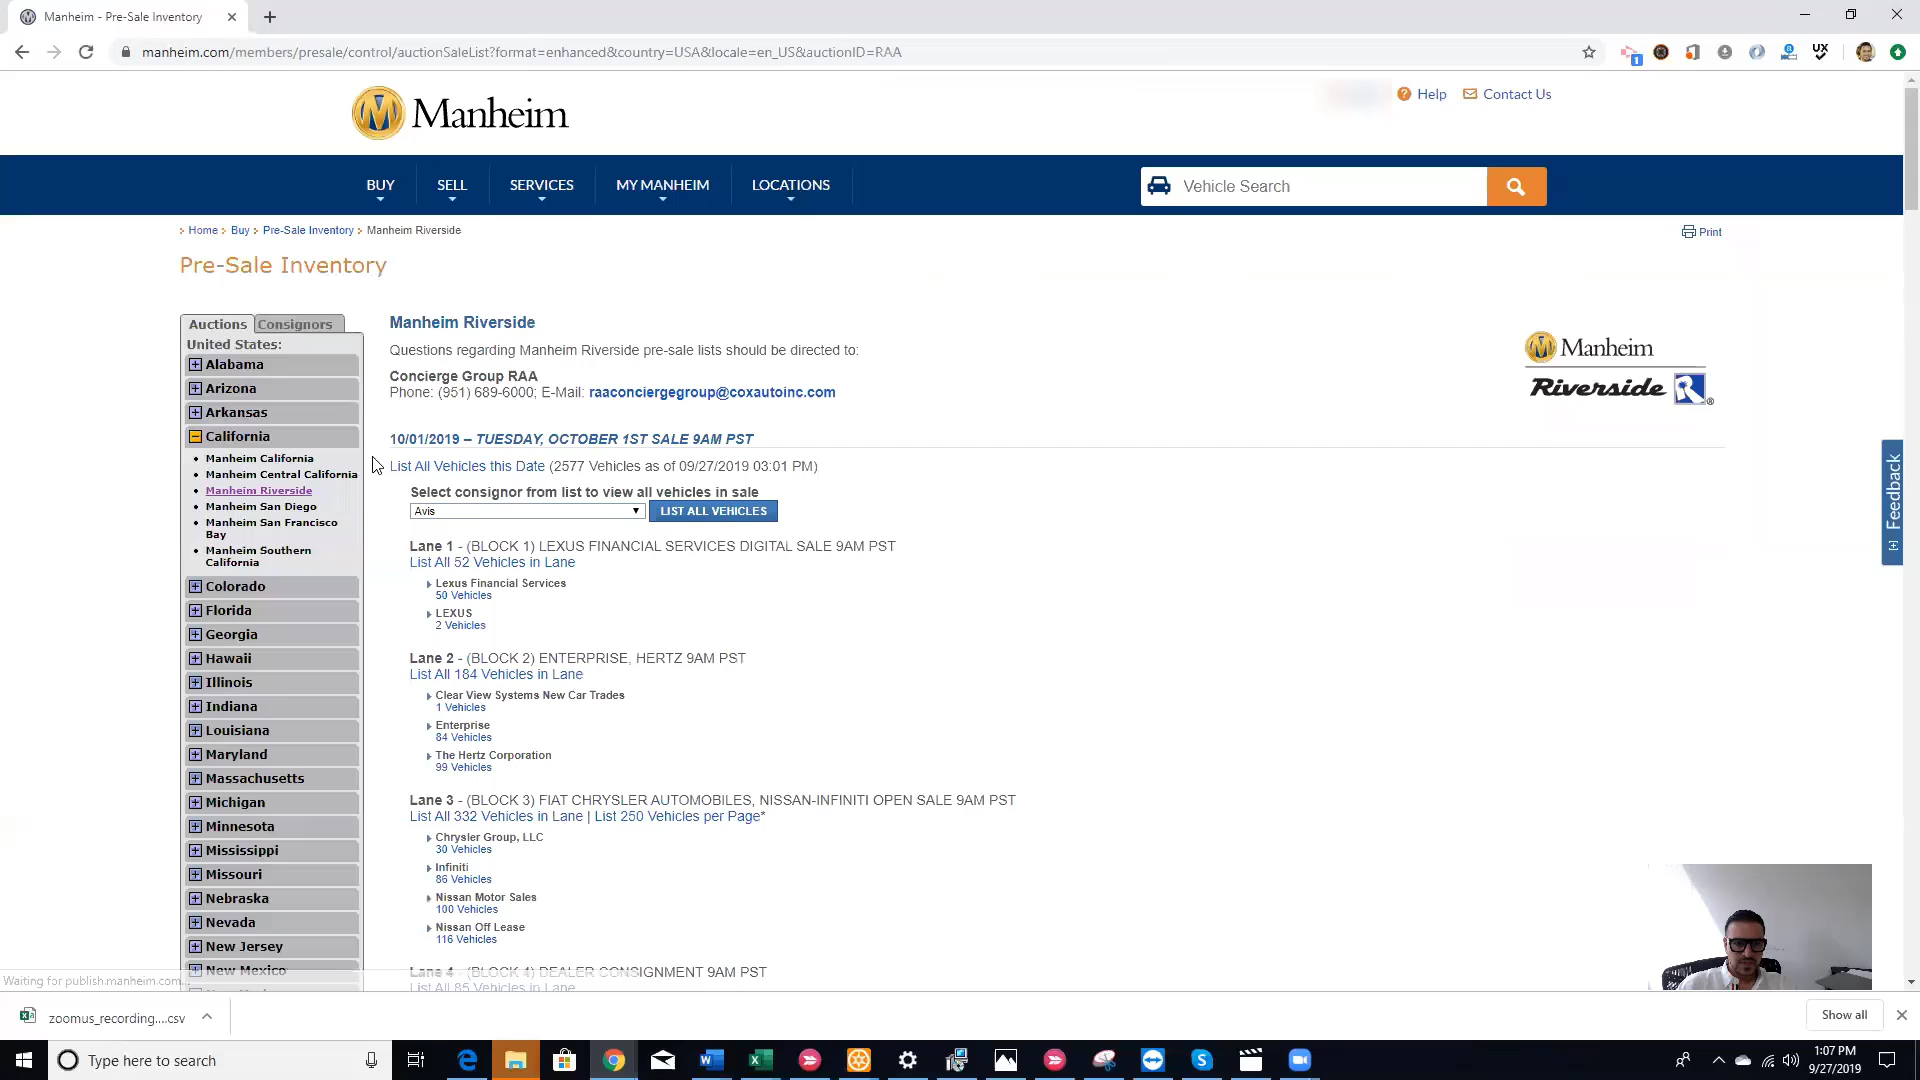 Manheim - Pre-Sale Inventory
manheim.com/members/presale/control/auctionSaleList?format=enhanced&country=USA&locale=en_US&auctionID=RAA
1
UX
Manheim
Help
Contact Us
BUY
SELL
SERVICES
MY MANHEIM
LOCATIONS
Vehicle Search
Home
Buy
Pre-Sale Inventory
Manheim Riverside
Print
Pre-Sale Inventory
Auctions
Consignors
United States:
Alabama
Arizona
Arkansas
California
Manheim California
Manheim Central California
Manheim Riverside
Manheim San Diego
Manheim San Francisco
Bay
Manheim Southern
California
Colorado
Florida
Georgia
Hawaii
Illinois
Indiana
Louisiana
Maryland
Massachusetts
Michigan
Minnesota
Mississippi
Missouri
Nebraska
Nevada
New Jersey
New Mexico
Manheim Riverside
Questions regarding Manheim Riverside pre-sale lists should be directed to:
Concierge Group RAA
Phone: (951) 689-6000; E-Mail: raaconciergegroup@coxautoinc.com
Manheim
Riverside R®
10/01/2019 – TUESDAY, OCTOBER 1ST SALE 9AM PST
List All Vehicles this Date (2577 Vehicles as of 09/27/2019 03:01 PM)
Select consignor from list to view all vehicles in sale
Avis
LIST ALL VEHICLES
Lane 1 - (BLOCK 1) LEXUS FINANCIAL SERVICES DIGITAL SALE 9AM PST
List All 52 Vehicles in Lane
Lexus Financial Services
50 Vehicles
LEXUS
2 Vehicles
Lane 2 - (BLOCK 2) ENTERPRISE, HERTZ 9AM PST
List All 184 Vehicles in Lane
Clear View Systems New Car Trades
1 Vehicles
Enterprise
84 Vehicles
The Hertz Corporation
99 Vehicles
Lane 3 - (BLOCK 3) FIAT CHRYSLER AUTOMOBILES, NISSAN-INFINITI OPEN SALE 9AM PST
List All 332 Vehicles in Lane | List 250 Vehicles per Page*
Chrysler Group, LLC
30 Vehicles
Infiniti
86 Vehicles
Nissan Motor Sales
100 Vehicles
Nissan Off Lease
116 Vehicles
Lane 4 - (BLOCK 4) DEALER CONSIGNMENT 9AM PST
List All 85 Vehicles in Lane
Feedback
Waiting for publish.manheim.com...
zoomus_recording....csv
Show all
Type here to search
1:07 PM
9/27/2019